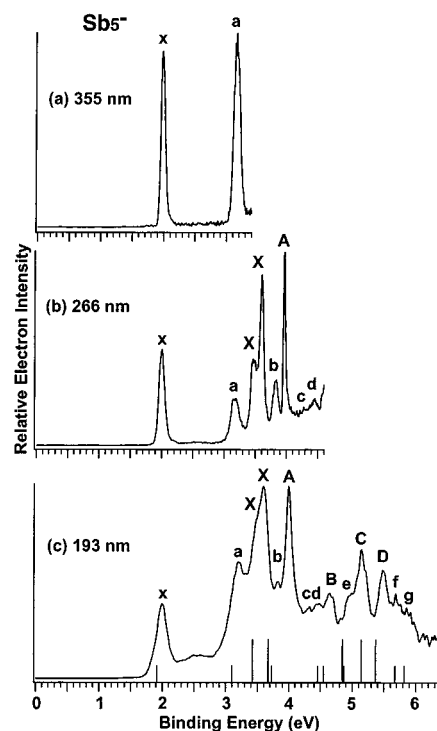 Sb5-
x
a
(a) 355 nm
A
X
(b) 266 nm
X
x
b
a
c
d
X
A
X
(c) 193 nm
C
a
b
D
x
B
e
cd
f
g
0 1 2 3 4 5 6
Binding Energy (eV)
Relative Electron Intensity